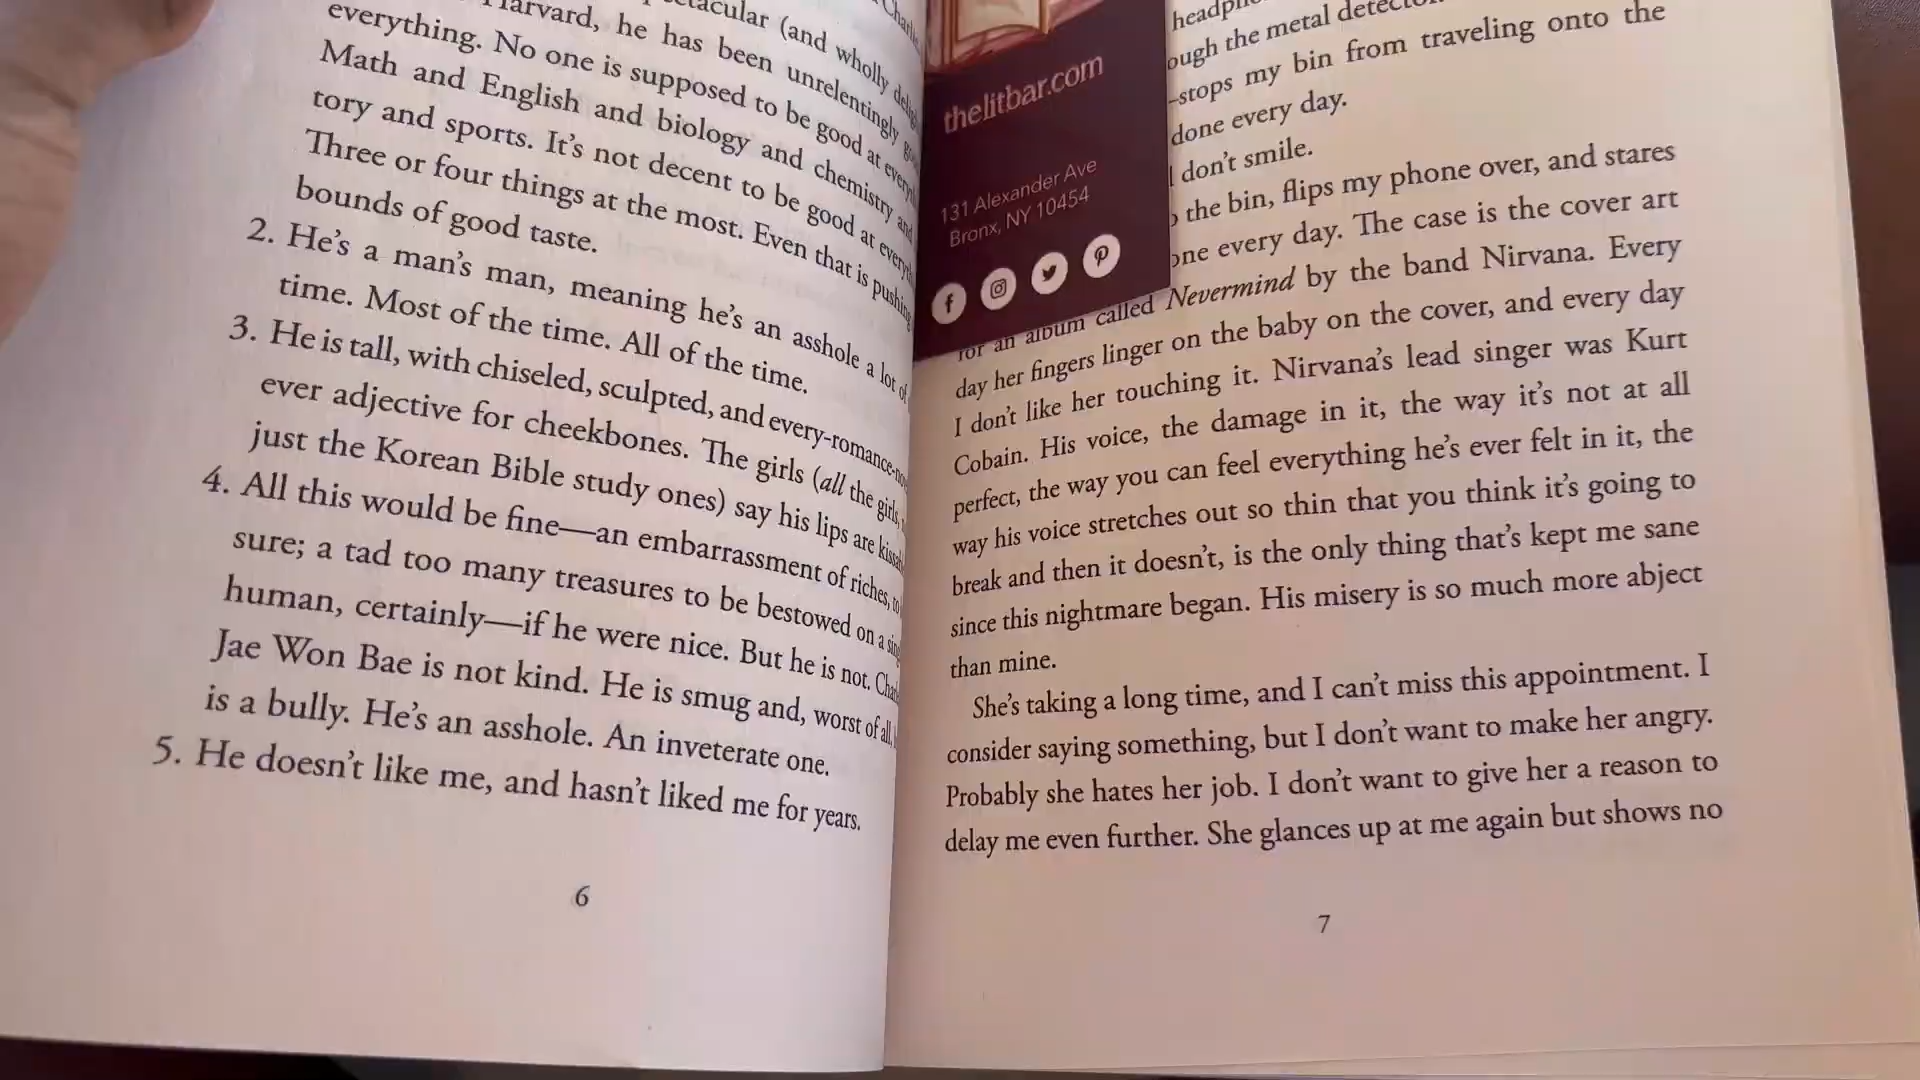 spectacular (and wholly
Harvard, he has been unrelentingly
everything. No one is supposed to be good at
Math and English and biology and chemistry and
tory and sports. It's not decent to be good at
Three or four things at the most. Even that is pushing
bounds of good taste.
2. He's a man's man, meaning he's an asshole a lot of
time. Most of the time. All of the time.
3. He is tall, with chiseled, sculpted, and every-romance-
ever adjective for cheekbones. The girls (all the girls,
just the Korean Bible study ones) say his lips are
4. All this would be fine—an embarrassment of riches,
sure; a tad too many treasures to be bestowed on a
human, certainly—if he were nice. But he is not.
Jae Won Bae is not kind. He is smug and, worst of all,
is a bully. He's an asshole. An inveterate one.
5. He doesn't like me, and hasn't liked me for years.
6
thelitbar.com
131 Alexander Ave
Bronx, NY 10454
ough the metal
-stops my bin from traveling onto the
done every day.
don't smile.
the bin, flips my phone over, and stares
one every day. The case is the cover art
for an album called Nevermind by the band Nirvana. Every
day her fingers linger on the baby on the cover, and every day
I don't like her touching it. Nirvana's lead singer was Kurt
Cobain. His voice, the damage in it, the way it's not at all
perfect, the way you can feel everything he's ever felt in it, the
way his voice stretches out so thin that you think it's going to
break and then it doesn't, is the only thing that's kept me sane
since this nightmare began. His misery is so much more abject
than mine.
She's taking a long time, and I can't miss this appointment. I
consider saying something, but I don't want to make her angry.
Probably she hates her job. I don't want to give her a reason to
delay me even further. She glances up at me again but shows no
7